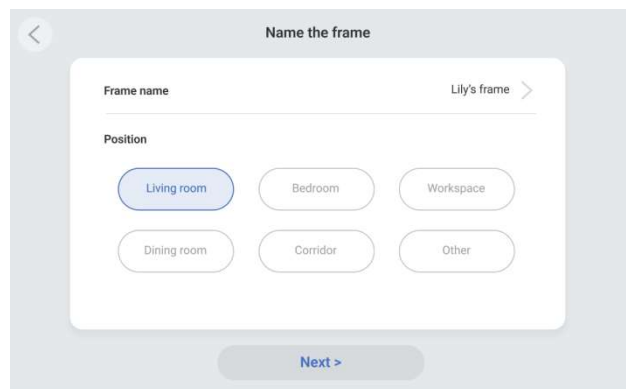 Name the frame
Frame name Lily's frame
Position
Living room Bedroom Workspace
Dining room Corridor Other
Next >